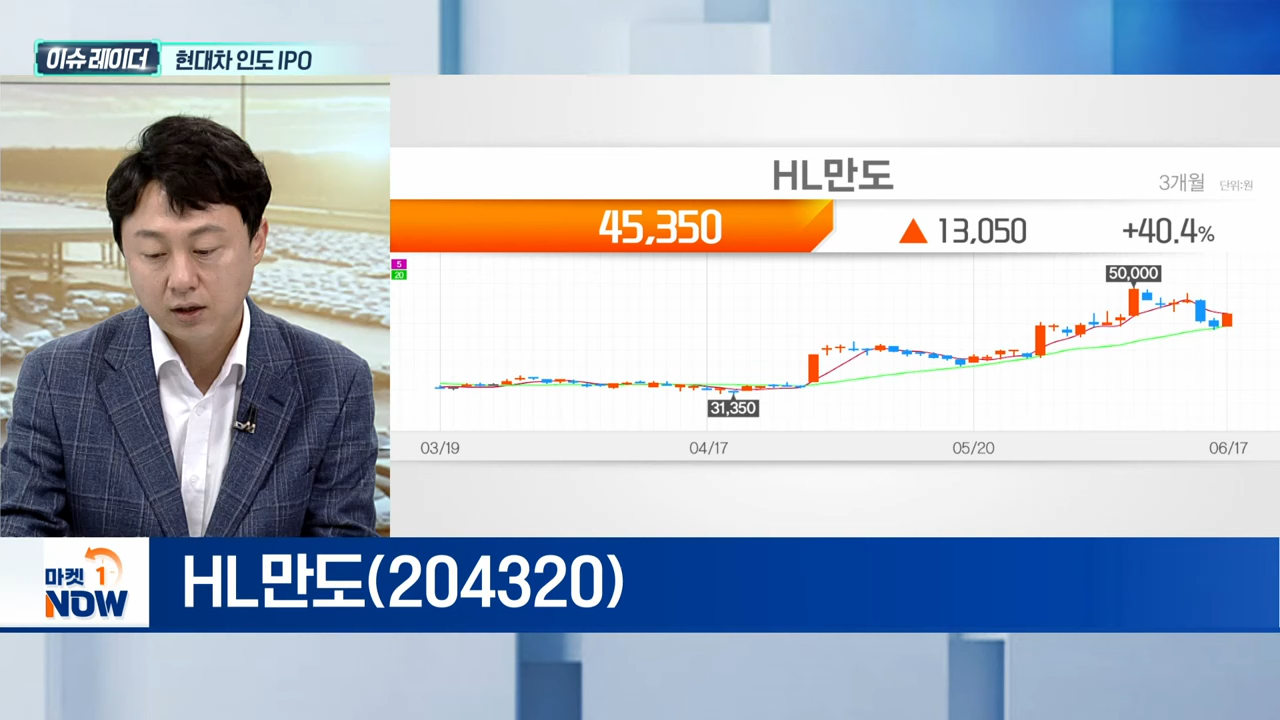 이슈 레이더 현대차 인도 IPO
HL만도
3개월 단위:원
45,350 ▲ 13,050 +40.4%
5
20
50,000
31,350
03/19 04/17 05/20 06/17
마켓 1
NOW
HL만도(204320)